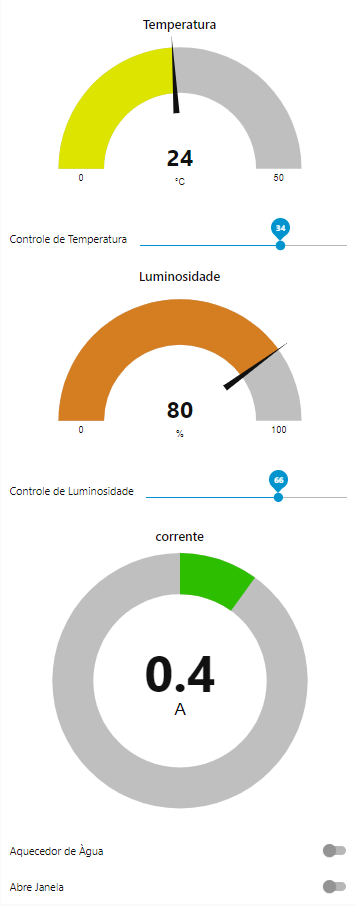 Temperatura
24
0
°C
50
34
Controle de Temperatura
Luminosidade
80
0
%
100
66
Controle de Luminosidade
corrente
0.4
A
Aquecedor de Àgua
Abre Janela